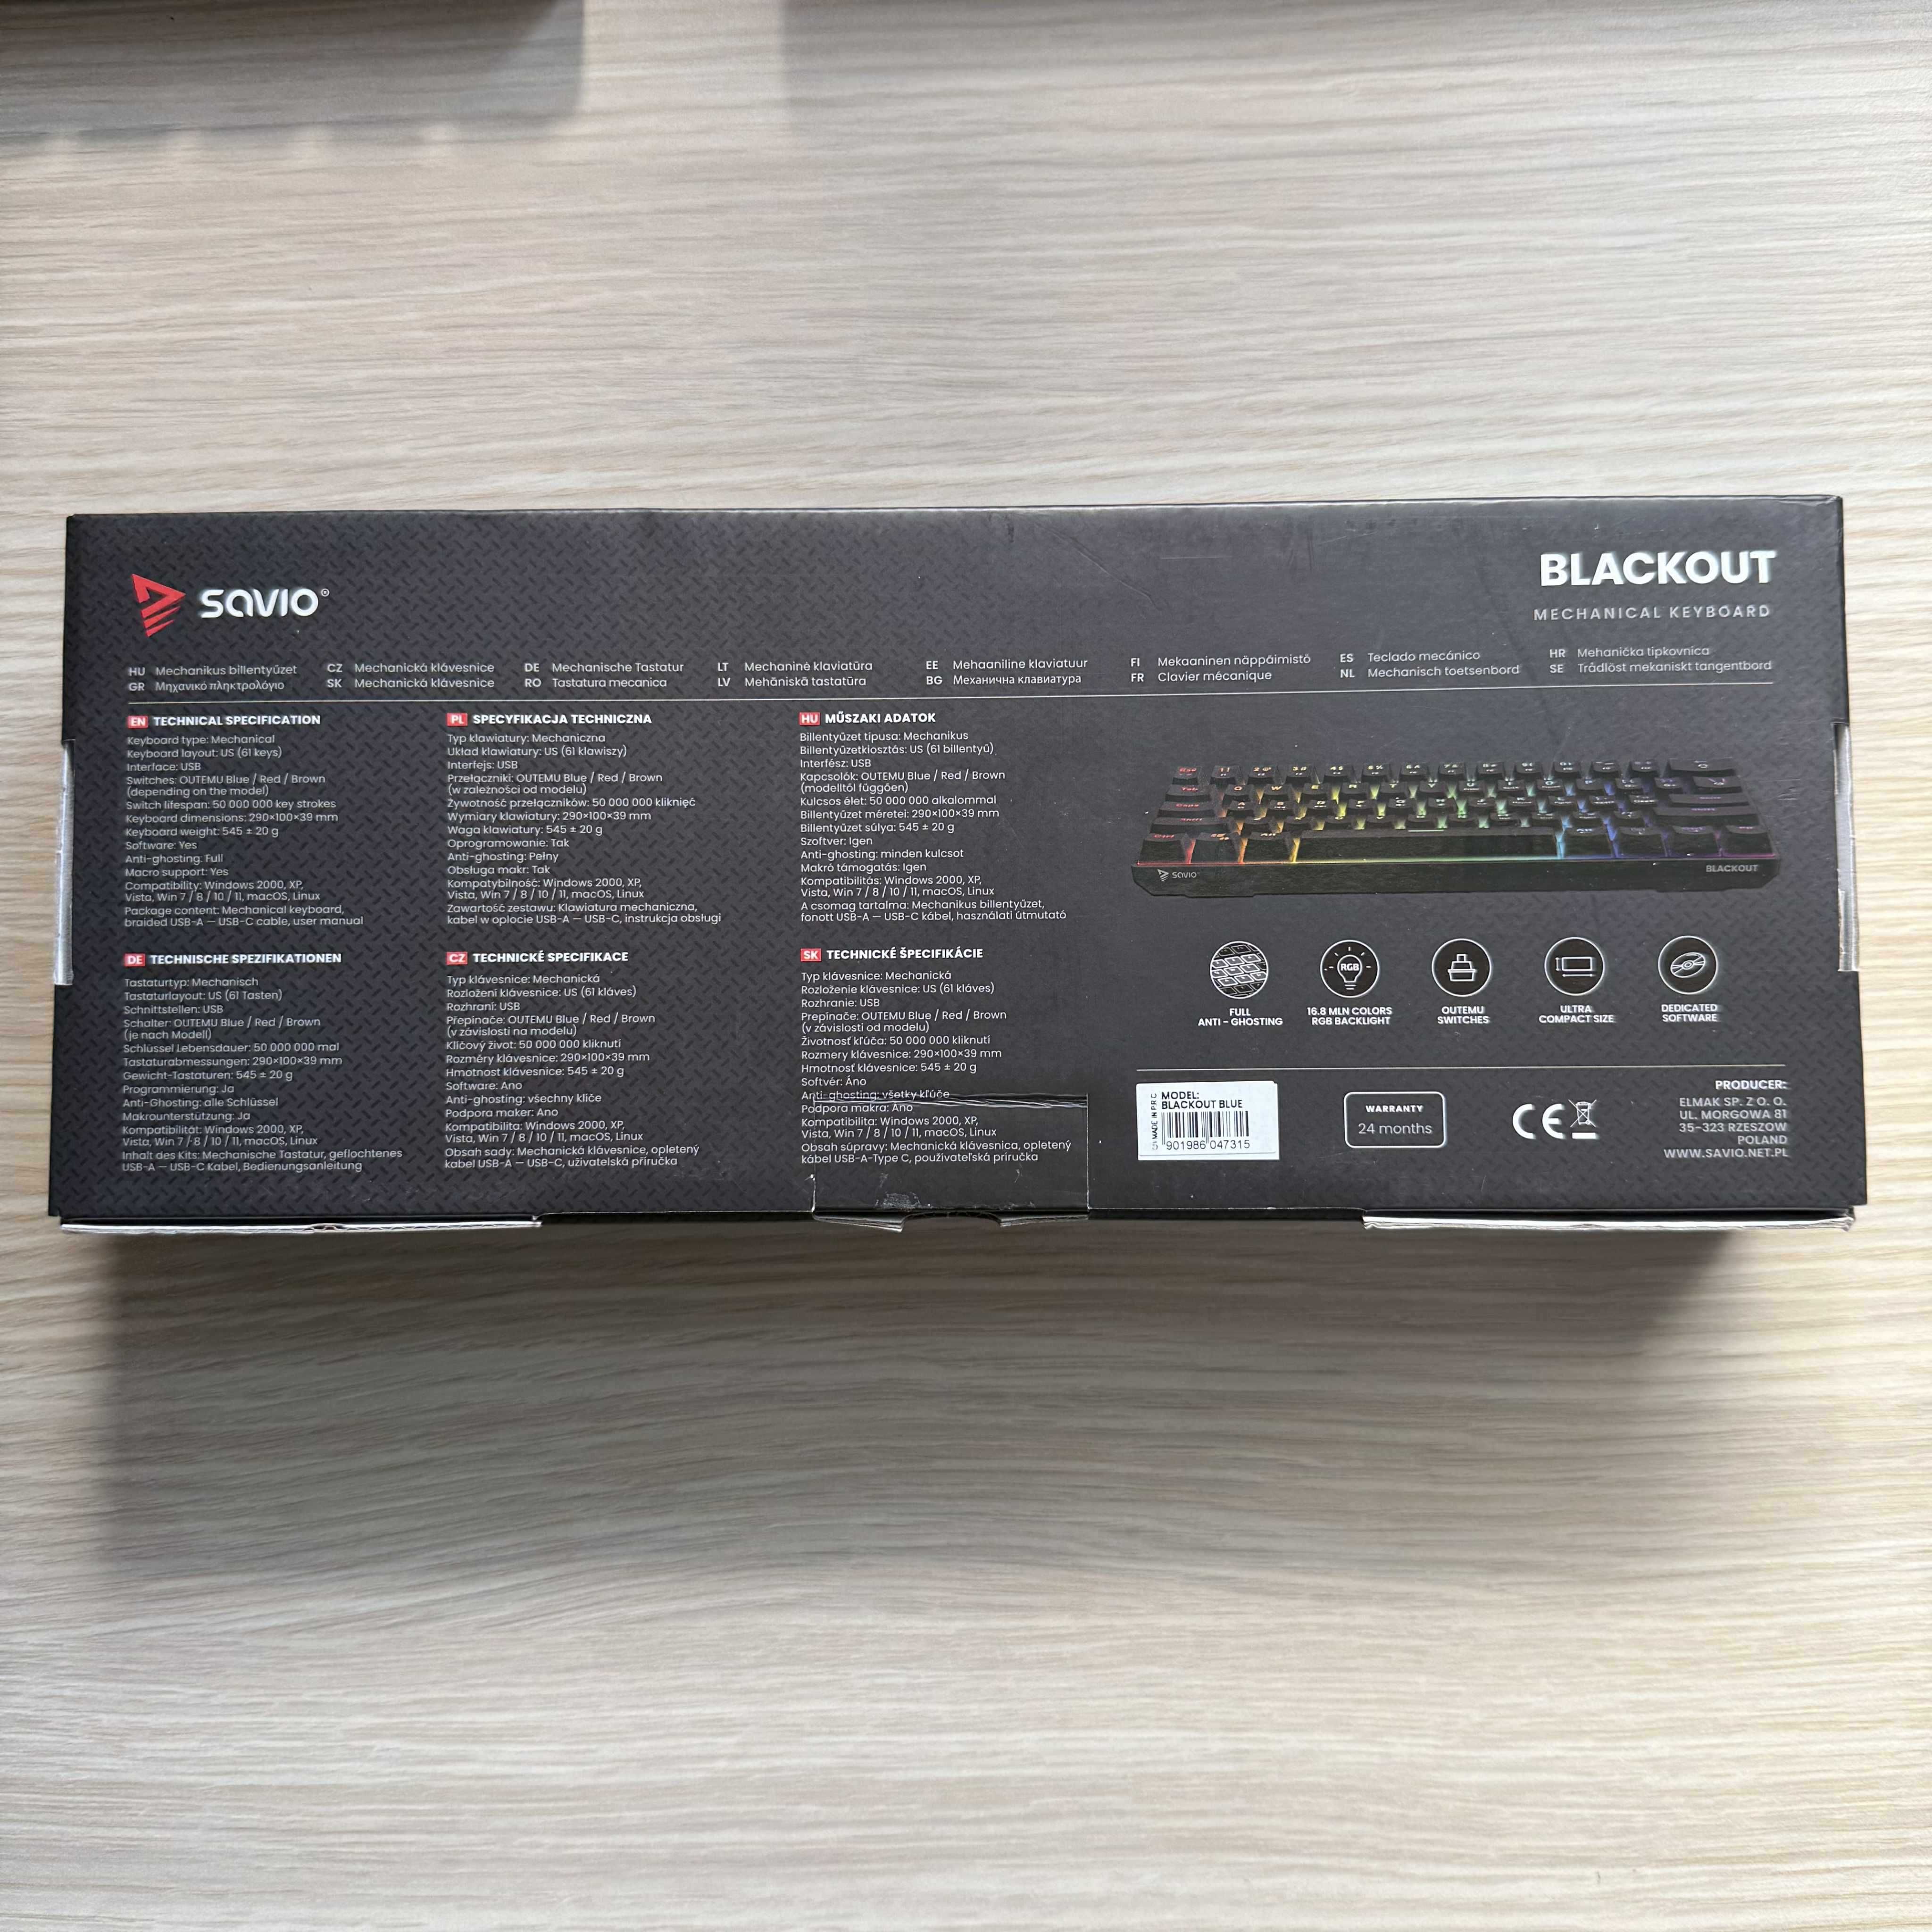 SAVIO®
BLACKOUT
MECHANICAL KEYBOARD
HU Mechanikus billentyűzet
GR Μηχανικό πληκτρολόγιο
CZ Mechanická klávesnice
SK Mechanická klávesnice
DE Mechanische Tastatur
RO Tastatura mecanica
LT Mechaninė klaviatūra
LV Mehāniskā tastatūra
EE Mehaaniline klaviatuur
BG Механична клавиатура
FI Mekaaninen näppäimistö
FR Clavier mécanique
ES Teclado mecánico
NL Mechanisch toetsenbord
HR Mehanička tipkovnica
SE Trådlöst mekaniskt tangentbord
EN TECHNICAL SPECIFICATION
Keyboard type: Mechanical
Keyboard layout: US (61 keys)
Interface: USB
Switches: OUTEMU Blue / Red / Brown
(depending on the model)
Switch lifespan: 50 000 000 key strokes
Keyboard dimensions: 290×100×39 mm
Keyboard weight: 545 ± 20 g
Software: Yes
Anti-ghosting: Full
Macro support: Yes
Compatibility: Windows 2000, XP,
Vista, Win 7 / 8 / 10 / 11, macOS, Linux
Package content: Mechanical keyboard,
braided USB-A — USB-C cable, user manual
PL SPECYFIKACJA TECHNICZNA
Typ klawiatury: Mechaniczna
Układ klawiatury: US (61 klawiszy)
Interfejs: USB
Przełączniki: OUTEMU Blue / Red / Brown
(w zależności od modelu)
Żywotność przełączników: 50 000 000 kliknięć
Wymiary klawiatury: 290×100×39 mm
Waga klawiatury: 545 ± 20 g
Oprogramowanie: Tak
Anti-ghosting: Pełny
Obsługa makr: Tak
Kompatybilność: Windows 2000, XP,
Vista, Win 7 / 8 / 10 / 11, macOS, Linux
Zawartość zestawu: Klawiatura mechaniczna,
kabel w oplocie USB-A — USB-C, instrukcja obsługi
HU MŰSZAKI ADATOK
Billentyűzet típusa: Mechanikus
Billentyűzetkiosztás: US (61 billentyű)
Interfész: USB
Kapcsolók: OUTEMU Blue / Red / Brown
(modelltől függően)
Kulcsos élet: 50 000 000 alkalommal
Billentyűzet méretei: 290×100×39 mm
Billentyűzet súlya: 545 ± 20 g
Szoftver: Igen
Anti-ghosting: minden kulcsot
Makró támogatás: Igen
Kompatibilitás: Windows 2000, XP,
Vista, Win 7 / 8 / 10 / 11, macOS, Linux
A csomag tartalma: Mechanikus billentyűzet,
fonott USB-A — USB-C kábel, használati útmutató
DE TECHNISCHE SPEZIFIKATIONEN
Tastaturtyp: Mechanisch
Tastaturlayout: US (61 Tasten)
Schnittstellen: USB
Schalter: OUTEMU Blue / Red / Brown
(je nach Modell)
Schlüssel Lebensdauer: 50 000 000 mal
Tastaturabmessungen: 290×100×39 mm
Gewicht-Tastaturen: 545 ± 20 g
Programmierung: Ja
Anti-Ghosting: alle Schlüssel
Makrounterstützung: Ja
Kompatibilität: Windows 2000, XP,
Vista, Win 7 / 8 / 10 / 11, macOS, Linux
Inhalt des Kits: Mechanische Tastatur, geflochtenes
USB-A — USB-C Kabel, Bedienungsanleitung
CZ TECHNICKÉ SPECIFIKACE
Typ klávesnice: Mechanická
Rozložení klávesnice: US (61 kláves)
Rozhraní: USB
Přepínače: OUTEMU Blue / Red / Brown
(v závislosti na modelu)
Klíčový život: 50 000 000 kliknutí
Rozměry klávesnice: 290×100×39 mm
Hmotnost klávesnice: 545 ± 20 g
Software: Ano
Anti-ghosting: všechny klíče
Podpora maker: Ano
Kompatibilita: Windows 2000, XP,
Vista, Win 7 / 8 / 10 / 11, macOS, Linux
Obsah sady: Mechanická klávesnice, opletený
kabel USB-A — USB-C, uživatelská příručka
SK TECHNICKÉ ŠPECIFIKÁCIE
Typ klávesnice: Mechanická
Rozloženie klávesnice: US (61 kláves)
Rozhranie: USB
Prepínače: OUTEMU Blue / Red / Brown
(v závislosti od modelu)
Životnosť kľúča: 50 000 000 kliknutí
Rozmery klávesnice: 290×100×39 mm
Hmotnosť klávesnice: 545 ± 20 g
Softvér: Áno
Anti-ghosting: všetky kľúče
Podpora makra: Áno
Kompatibilita: Windows 2000, XP,
Vista, Win 7 / 8 / 10 / 11, macOS, Linux
Obsah súpravy: Mechanická klávesnica, opletený
kábel USB-A-Type C, používateľská príručka
SAVIO
BLACKOUT
FULL
ANTI - GHOSTING
RGB
16.8 MLN COLORS
RGB BACKLIGHT
OUTEMU
SWITCHES
ULTRA
COMPACT SIZE
DEDICATED
SOFTWARE
MADE IN PRC
MODEL:
BLACKOUT BLUE
5 901986 047315
WARRANTY
24 months
CE
PRODUCER:
ELMAK SP. Z O. O.
UL. MORGOWA 81
35-323 RZESZOW
POLAND
WWW.SAVIO.NET.PL